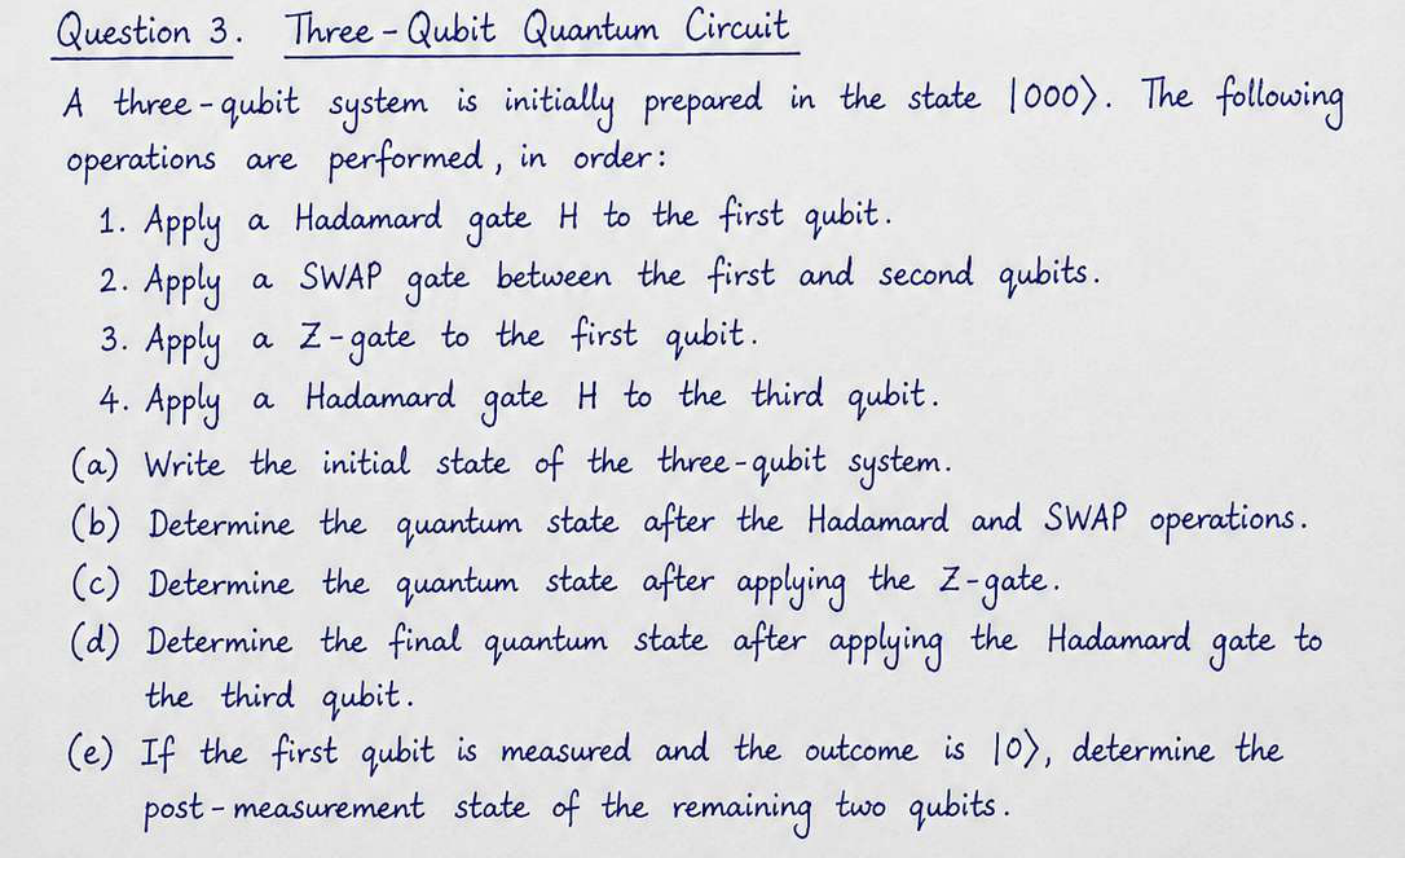 Question 3. Three-Qubit Quantum Circuit
A three-qubit system is initially prepared in the state |000⟩. The following
operations are performed, in order:
1. Apply a Hadamard gate H to the first qubit.
2. Apply a SWAP gate between the first and second qubits.
3. Apply a Z-gate to the first qubit.
4. Apply a Hadamard gate H to the third qubit.
(a) Write the initial state of the three-qubit system.
(b) Determine the quantum state after the Hadamard and SWAP operations.
(c) Determine the quantum state after applying the Z-gate.
(d) Determine the final quantum state after applying the Hadamard gate to
the third qubit.
(e) If the first qubit is measured and the outcome is |0⟩, determine the
post-measurement state of the remaining two qubits.